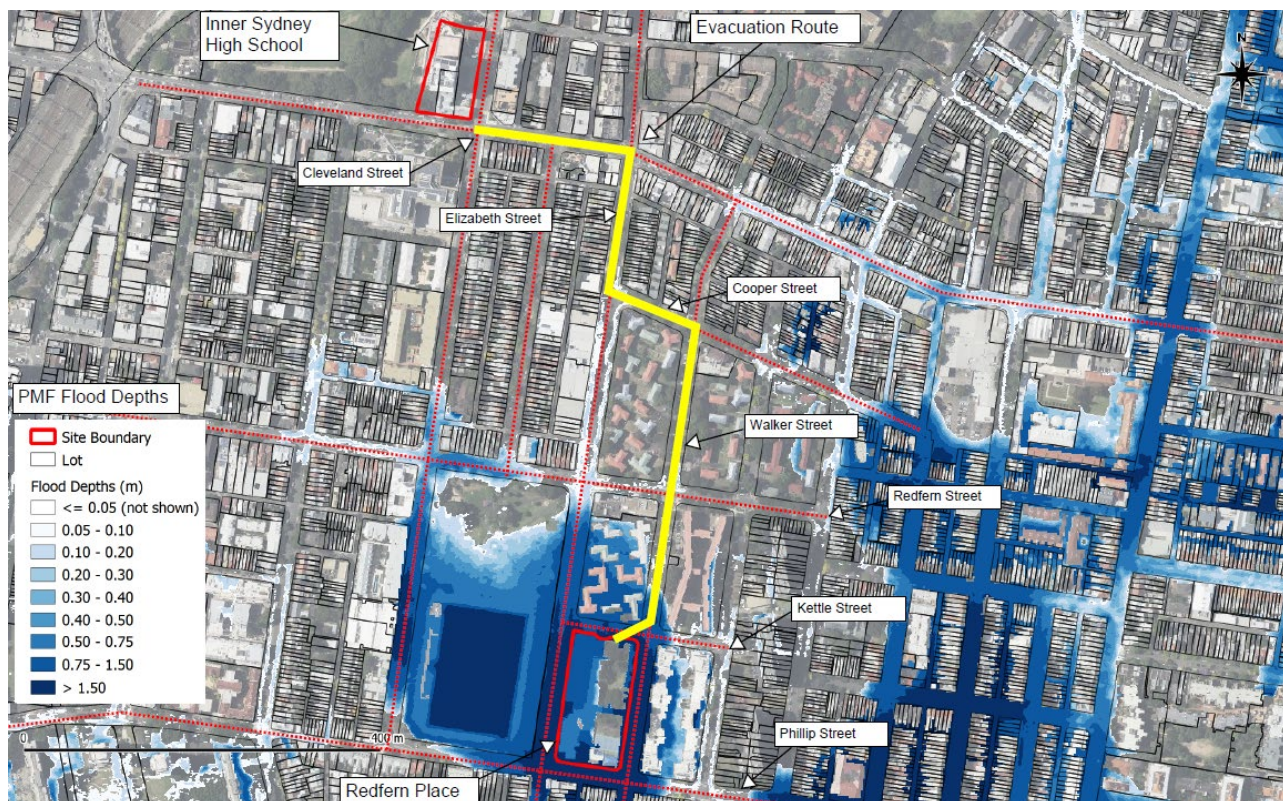 Inner Sydney
High School
Evacuation Route
N
Cleveland Street
Elizabeth Street
Cooper Street
PMF Flood Depths
Site Boundary
Lot
Flood Depths (m)
<= 0.05 (not shown)
0.05 - 0.10
0.10 - 0.20
0.20 - 0.30
0.30 - 0.40
0.40 - 0.50
0.50 - 0.75
0.75 - 1.50
> 1.50
Walker Street
Redfern Street
Kettle Street
Phillip Street
0
400 m
Redfern Place